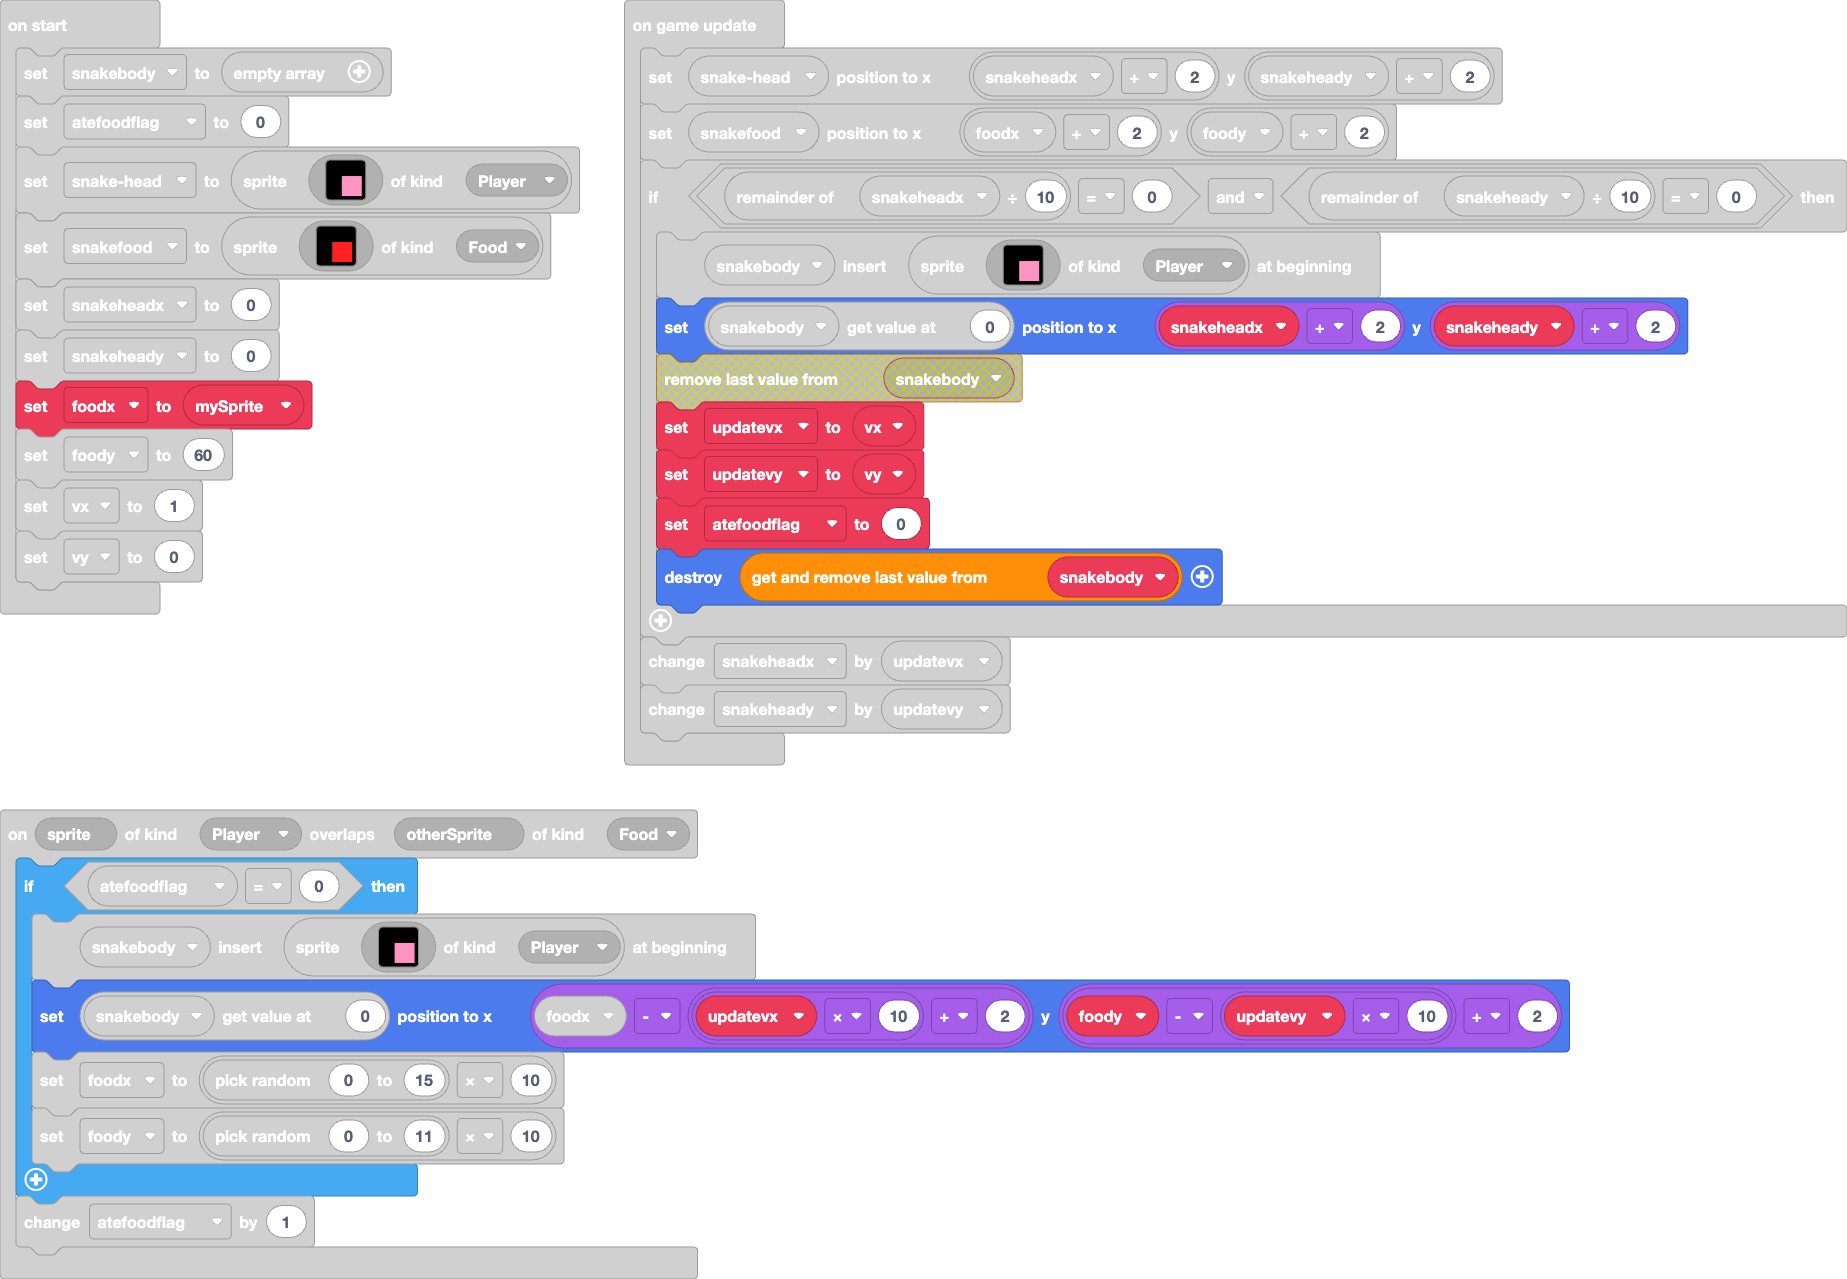 on start
set snakebody to empty array
set atefoodflag to 0
set snake-head to sprite of kind Player
set snakefood to sprite of kind Food
set snakeheadx to 0
set snakeheady to 0
set foodx to mySprite
set foody to 60
set vx to 1
set vy to 0
on game update
set snake-head position to x snakeheadx + 2 y snakeheady + 2
set snakefood position to x foodx + 2 y foody + 2
if remainder of snakeheadx ÷ 10 = 0 and remainder of snakeheady ÷ 10 = 0 then
snakebody insert sprite of kind Player at beginning
set snakebody get value at 0 position to x snakeheadx + 2 y snakeheady + 2
remove last value from snakebody
set updatevx to vx
set updatevy to vy
set atefoodflag to 0
destroy get and remove last value from snakebody
change snakeheadx by updatevx
change snakeheady by updatevy
on sprite of kind Player overlaps otherSprite of kind Food
if atefoodflag = 0 then
snakebody insert sprite of kind Player at beginning
set snakebody get value at 0 position to x foodx - updatevx × 10 + 2 y foody - updatevy × 10 + 2
set foodx to pick random 0 to 15 × 10
set foody to pick random 0 to 11 × 10
change atefoodflag by 1